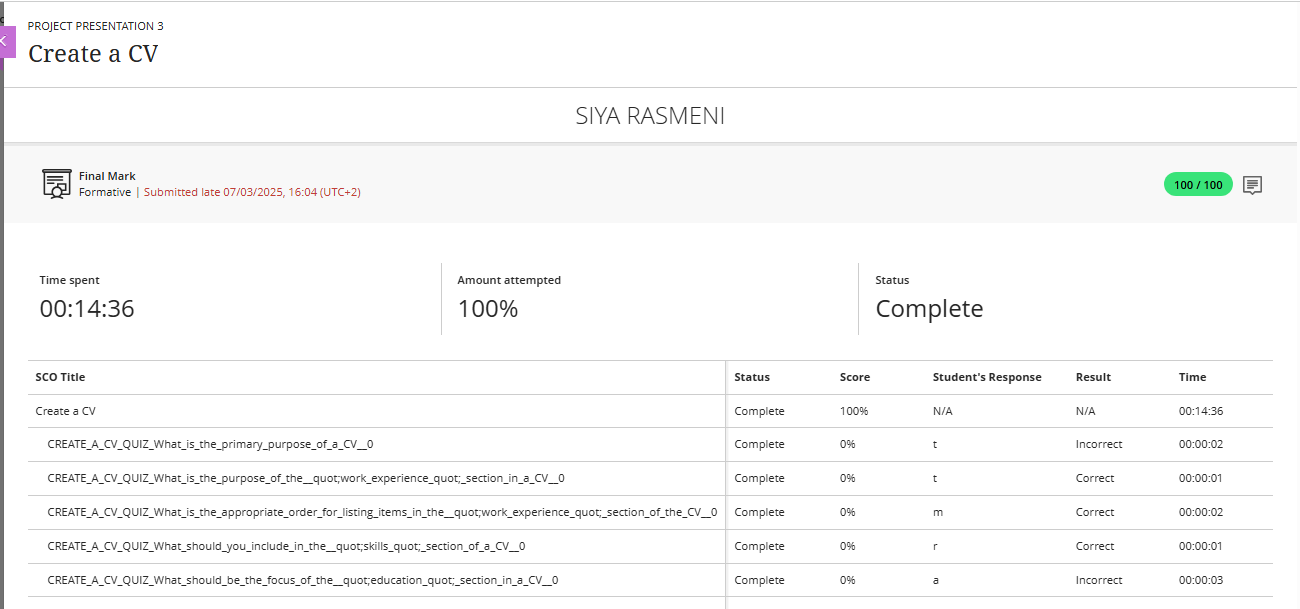 PROJECT PRESENTATION 3
Create a CV
SIYA RASMENI
Final Mark
Formative | Submitted late 07/03/2025, 16:04 (UTC+2)
100 / 100
Time spent
00:14:36
Amount attempted
100%
Status
Complete
SCO Title Status Score Student's Response Result Time
Create a CV Complete 100% N/A N/A 00:14:36
CREATE_A_CV_QUIZ_What_is_the_primary_purpose_of_a_CV__0 Complete 0% t Incorrect 00:00:02
CREATE_A_CV_QUIZ_What_is_the_purpose_of_the__quot;work_experience_quot;_section_in_a_CV__0 Complete 0% t Correct 00:00:01
CREATE_A_CV_QUIZ_What_is_the_appropriate_order_for_listing_items_in_the__quot;work_experience_quot;_section_of_the_CV__0 Complete 0% m Correct 00:00:02
CREATE_A_CV_QUIZ_What_should_you_include_in_the__quot;skills_quot;_section_of_a_CV__0 Complete 0% r Correct 00:00:01
CREATE_A_CV_QUIZ_What_should_be_the_focus_of_the__quot;education_quot;_section_in_a_CV__0 Complete 0% a Incorrect 00:00:03